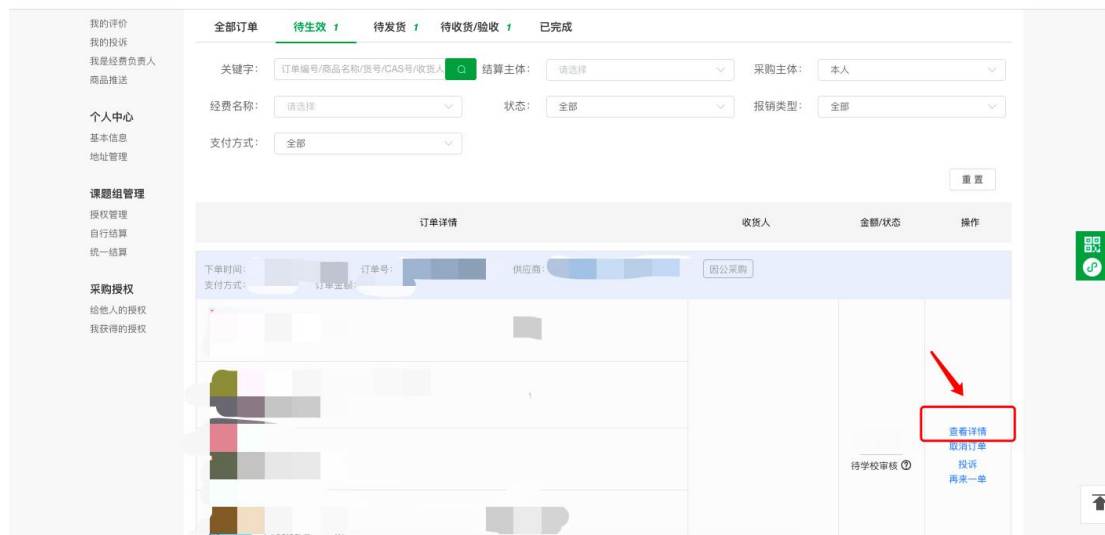 我的评价
我的投诉
我是经费负责人
商品推送
个人中心
基本信息
地址管理
课题组管理
授权管理
自行结算
统一结算
采购授权
给他人的授权
我获得的授权
全部订单 待生效 1 待发货 1 待收货/验收 1 已完成
关键字： 订单编号/商品名称/货号/CAS号/收货人 结算主体： 请选择 采购主体： 本人
经费名称： 请选择 状态： 全部 报销类型： 全部
支付方式： 全部
重置
订单详情 收货人 金额/状态 操作
下单时间： 订单号： 供应商： 因公采购
支付方式： 订单金额：
1
查看详情
取消订单
待学校审核 投诉
再来一单